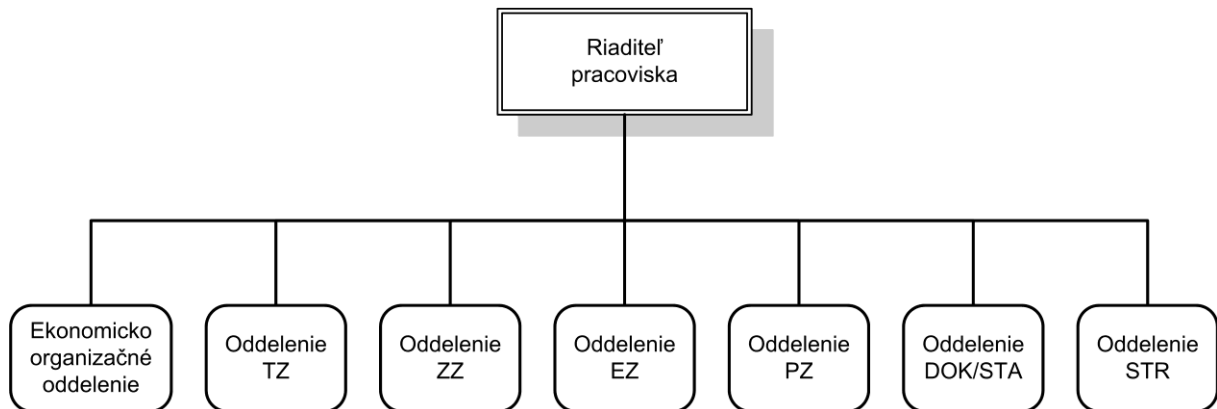 Riaditeľ
pracoviska
Ekonomicko
organizačné
oddelenie
Oddelenie
TZ
Oddelenie
ZZ
Oddelenie
EZ
Oddelenie
PZ
Oddelenie
DOK/STA
Oddelenie
STR